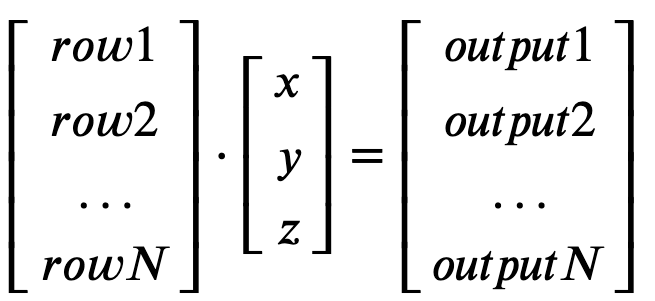 row1 x output1
row2 · y = output2
... z ...
rowN outputN